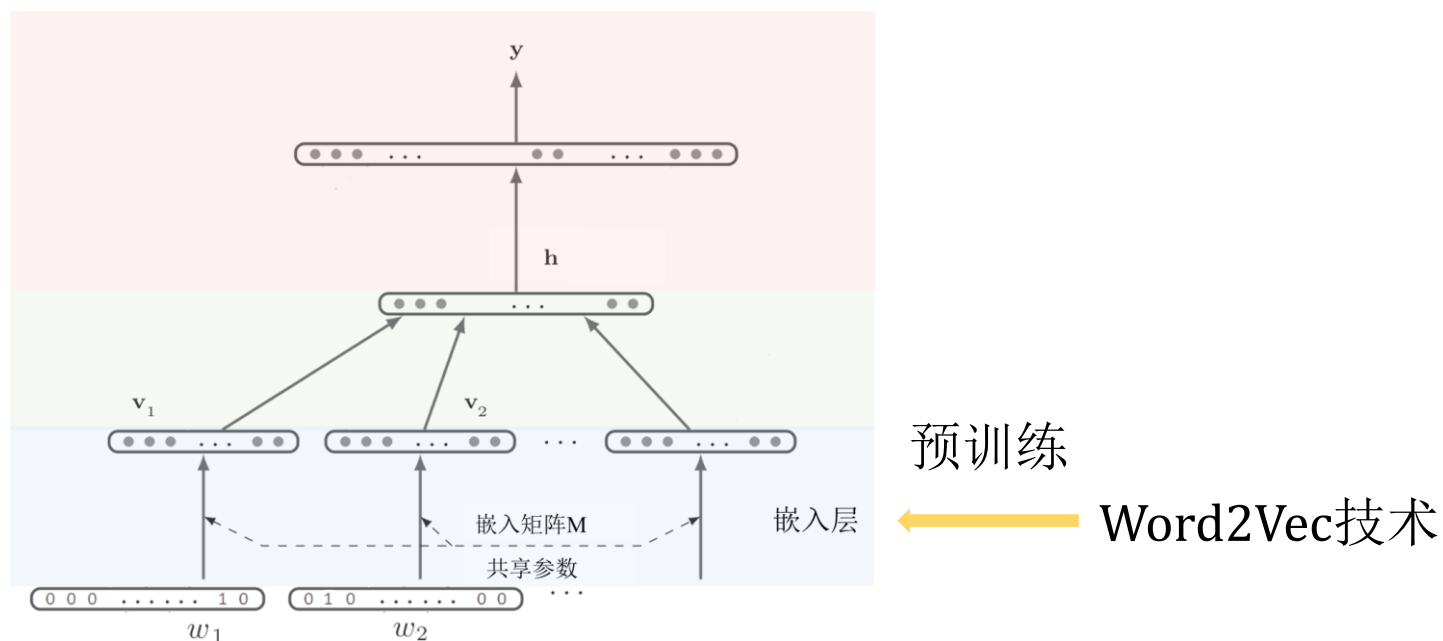 y
...
...
h
...
v1
v2
... ... ... ...
预训练
嵌入矩阵M
嵌入层
Word2Vec技术
共享参数
0 0 0 ...... 1 0
0 1 0 ...... 0 0
...
w1
w2